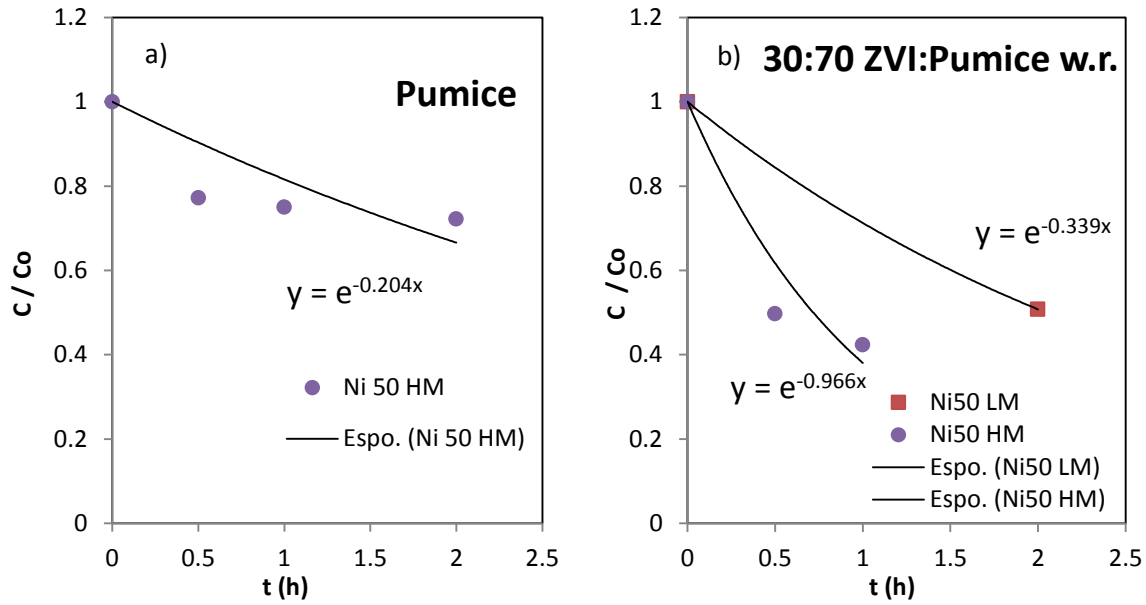 a)
Pumice
C / Co
1.2
1
0.8
0.6
0.4
0.2
0
y = e^-0.204x
Ni 50 HM
Espo. (Ni 50 HM)
0 0.5 1 1.5 2 2.5
t (h)
b) 30:70 ZVI:Pumice w.r.
C / Co
1.2
1
0.8
0.6
0.4
0.2
0
y = e^-0.339x
y = e^-0.966x
Ni50 LM
Ni50 HM
Espo. (Ni50 LM)
Espo. (Ni50 HM)
0 0.5 1 1.5 2 2.5
t (h)